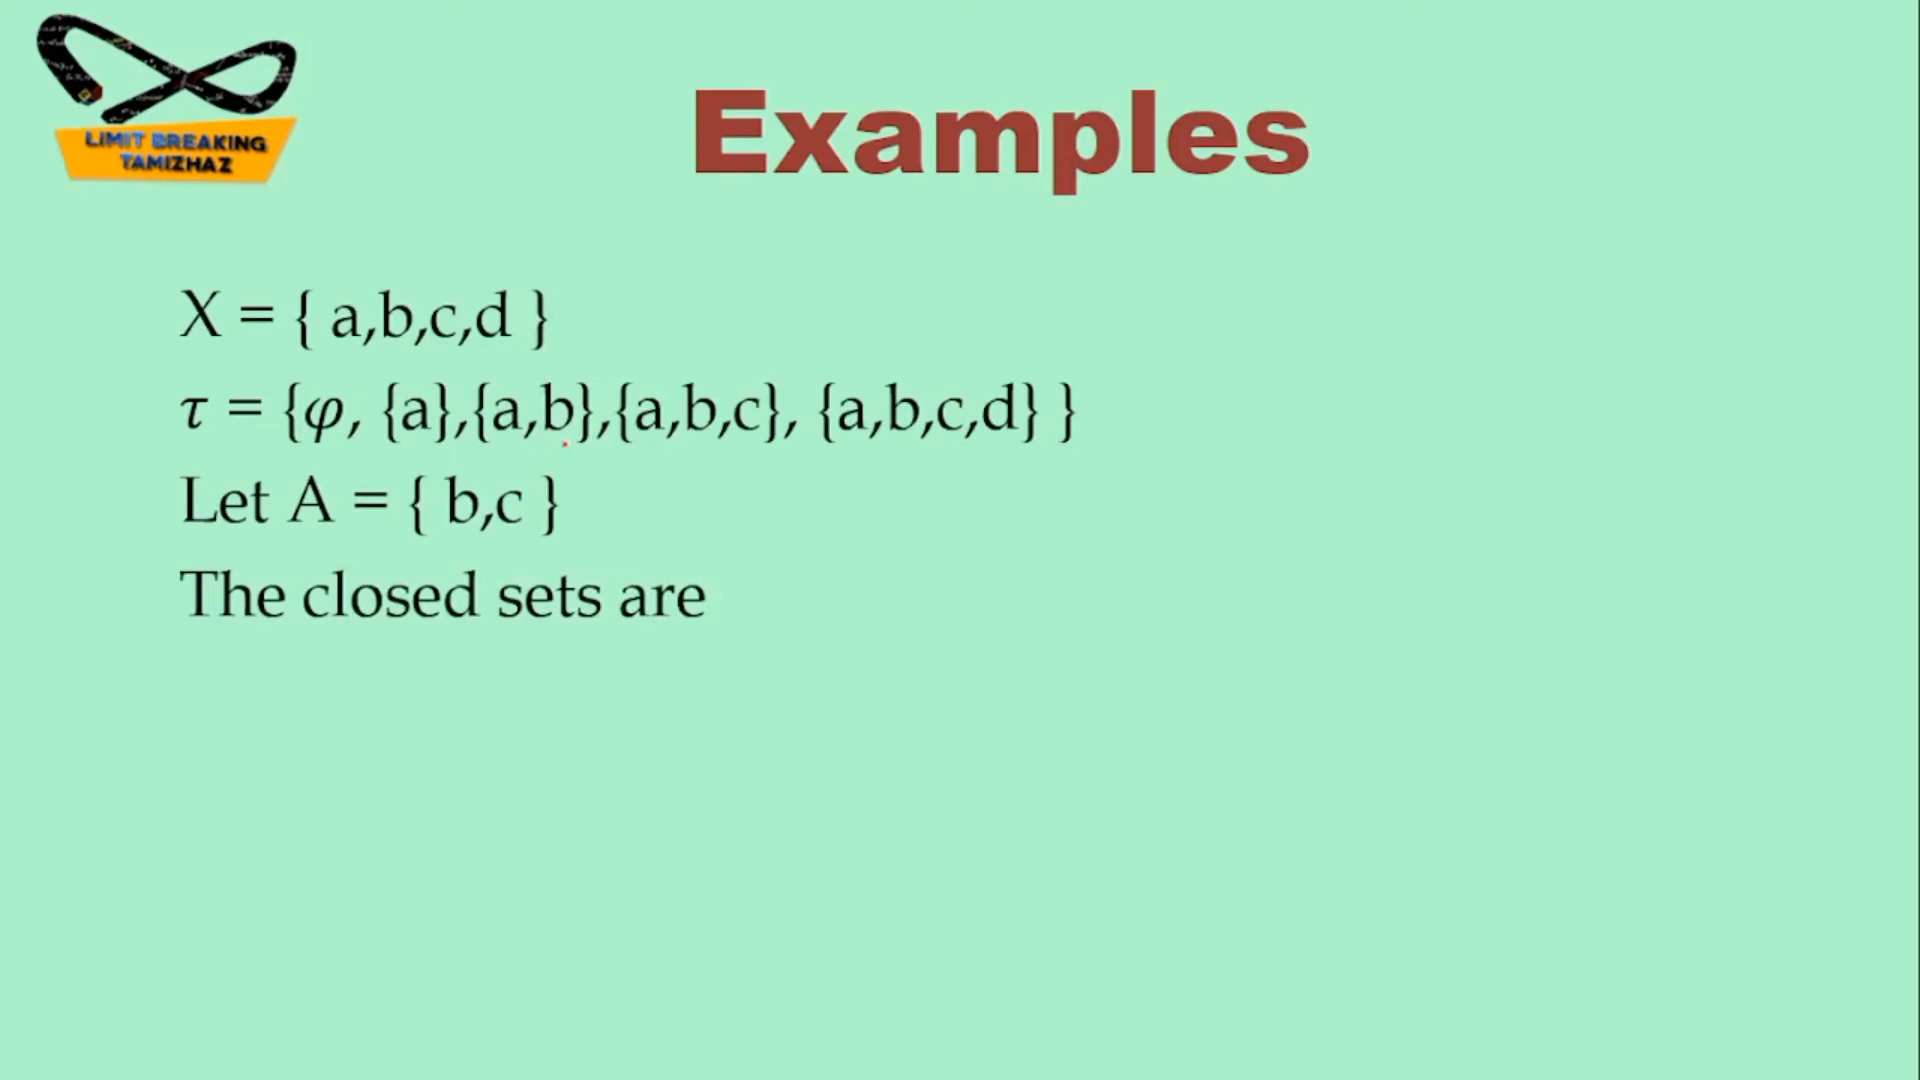 LIMIT BREAKING
TAMIZHAZ
Examples
X = { a,b,c,d }
τ = {φ, {a},{a,b},{a,b,c}, {a,b,c,d} }
Let A = { b,c }
The closed sets are